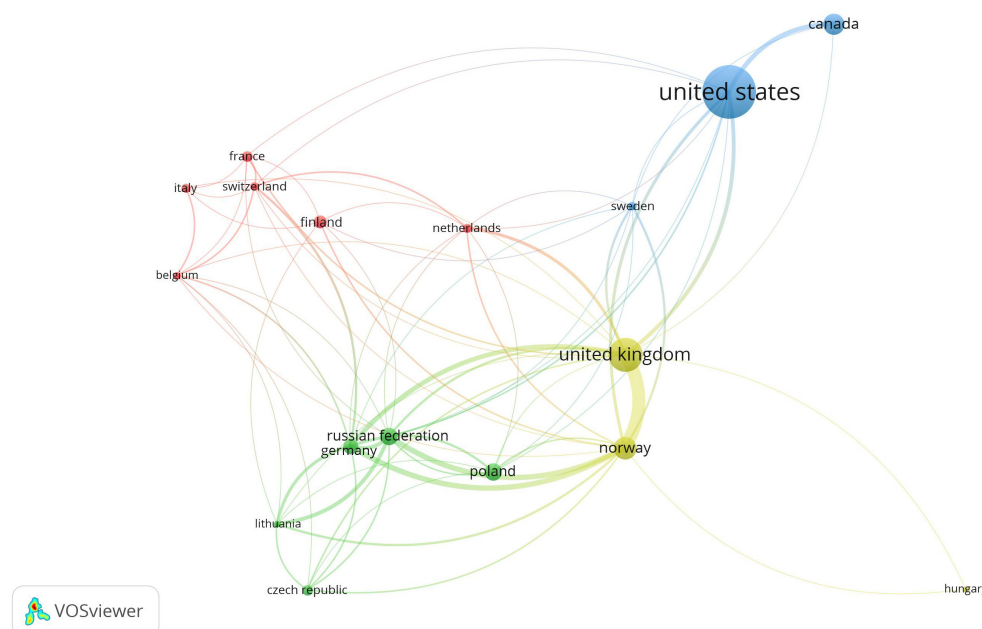 canada
united states
france
switzerland
italy
sweden
finland
netherlands
belgium
united kingdom
russian federation
germany
norway
poland
lithuania
czech republic
hungar
VOSviewer